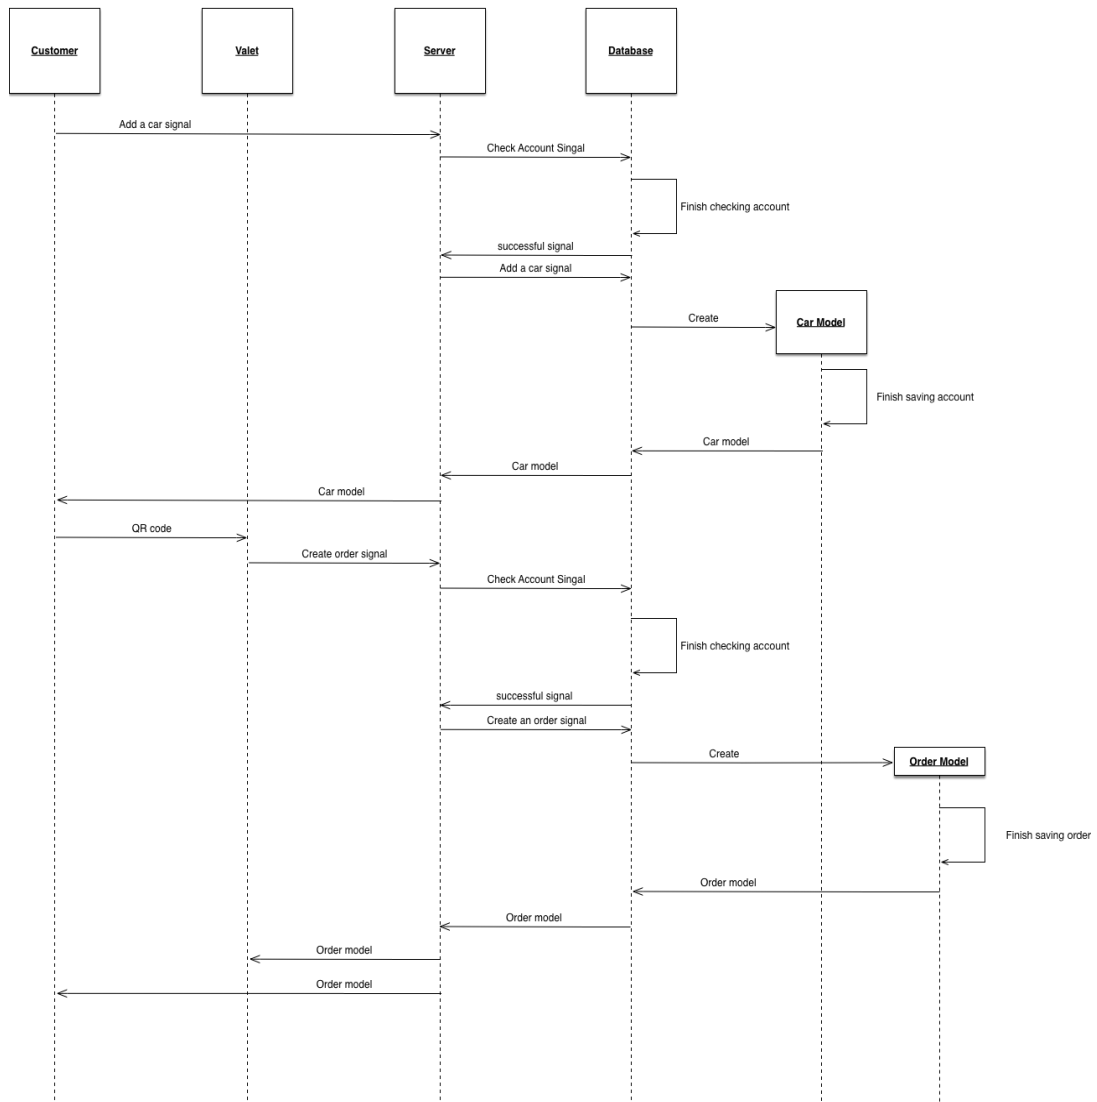 Customer
Valet
Server
Database
Add a car signal
Check Account Singal
Finish checking account
successful signal
Add a car signal
Create
Car Model
Finish saving account
Car model
Car model
Car model
QR code
Create order signal
Check Account Singal
Finish checking account
successful signal
Create an order signal
Create
Order Model
Finish saving order
Order model
Order model
Order model
Order model